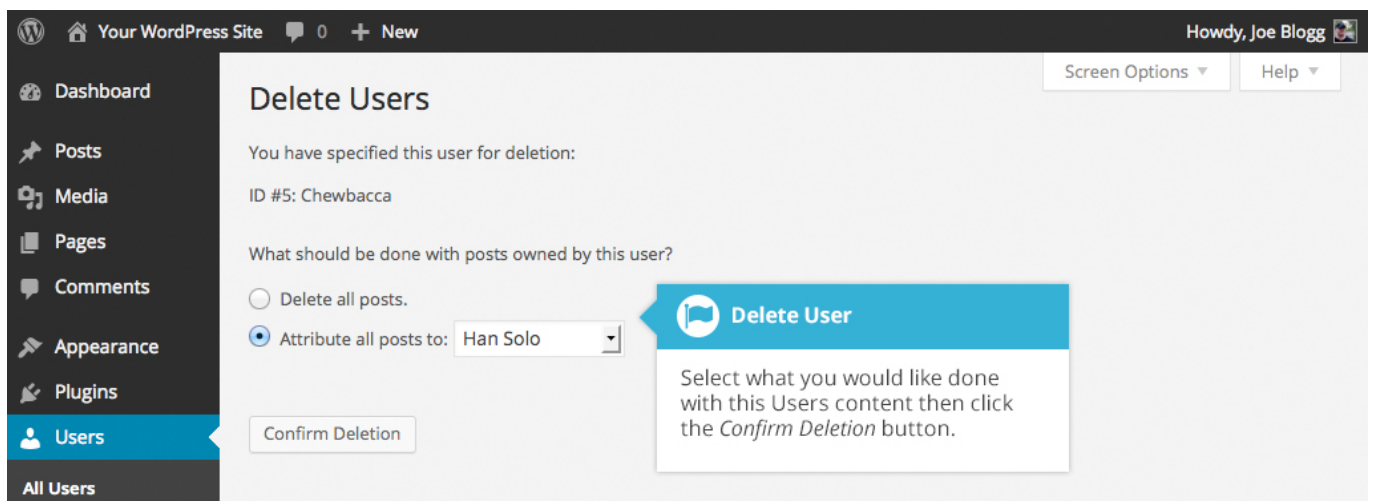 Your WordPress Site 0 + New Howdy, Joe Blogg
Screen Options Help
Dashboard
Posts
Media
Pages
Comments
Appearance
Plugins
Users
All Users
Delete Users
You have specified this user for deletion:
ID #5: Chewbacca
What should be done with posts owned by this user?
Delete all posts.
Attribute all posts to: Han Solo
Confirm Deletion
Delete User
Select what you would like done
with this Users content then click
the Confirm Deletion button.